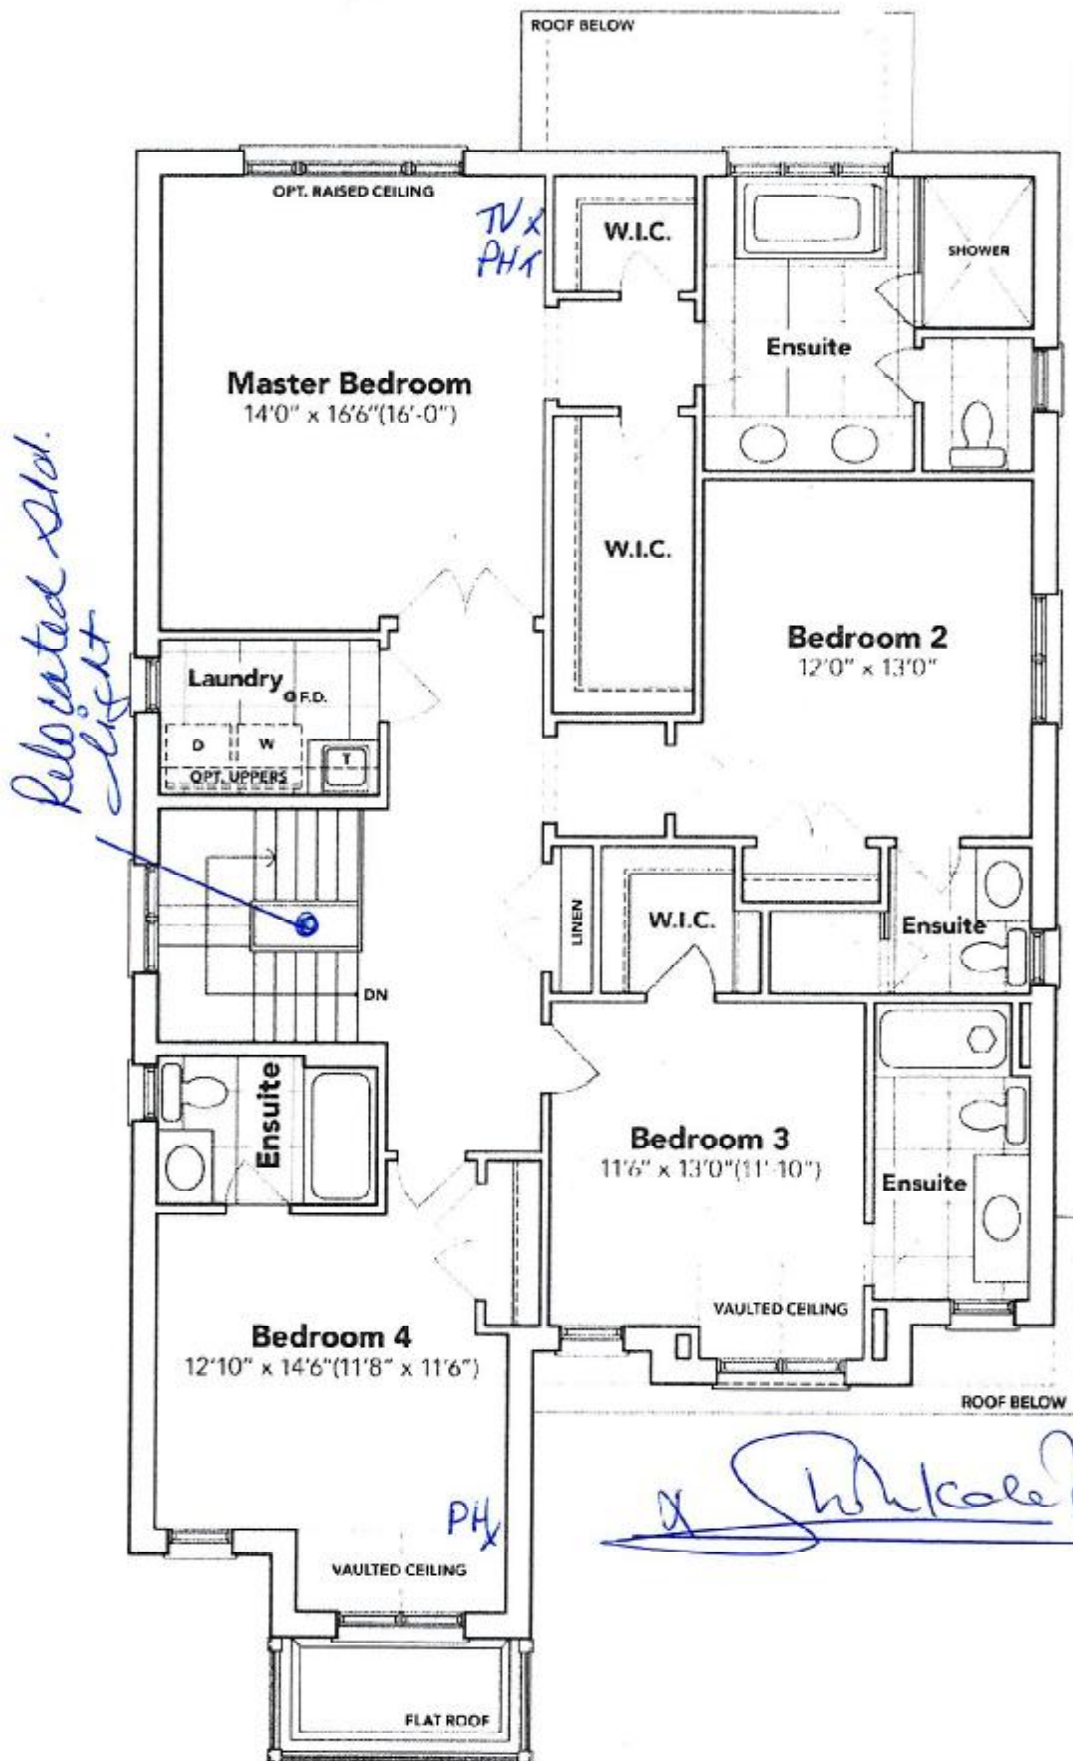 ROOF BELOW
OPT. RAISED CEILING
TV X
PH X
W.I.C.
SHOWER
Ensuite
Master Bedroom
14'0" x 16'6"(16'-0")
Relocated Std.
Light
W.I.C.
Bedroom 2
12'0" x 13'0"
Laundry
F.D.
D
W
T
OPT. UPPERS
LINEN
W.I.C.
Ensuite
DN
Ensuite
Bedroom 3
11'6" x 13'0"(11'-10")
Ensuite
VAULTED CEILING
Bedroom 4
12'10" x 14'6"(11'8" x 11'6")
ROOF BELOW
X
PH X
VAULTED CEILING
FLAT ROOF